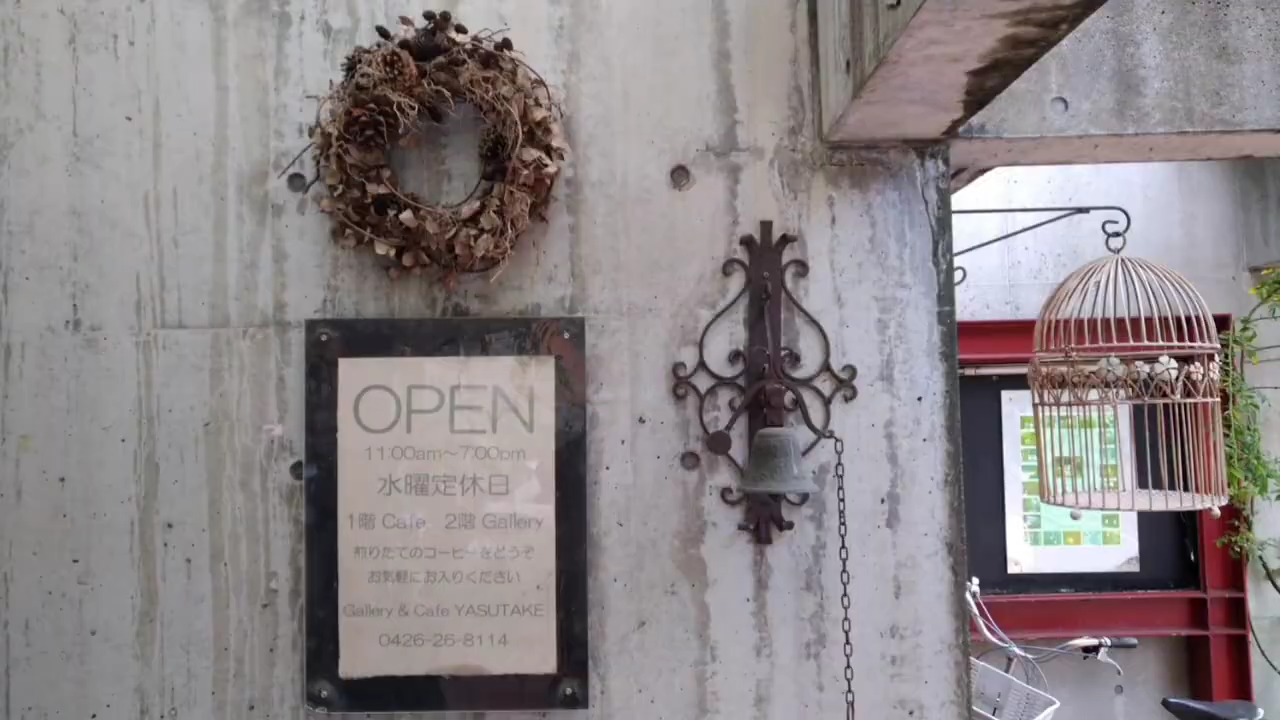 OPEN
11:00am～7:00pm
水曜定休日
1階 Cafe　2階 Gallery
煎りたてのコーヒーをどうぞ
お気軽にお入りください
Gallery & Cafe YASUTAKE
0426-26-8114